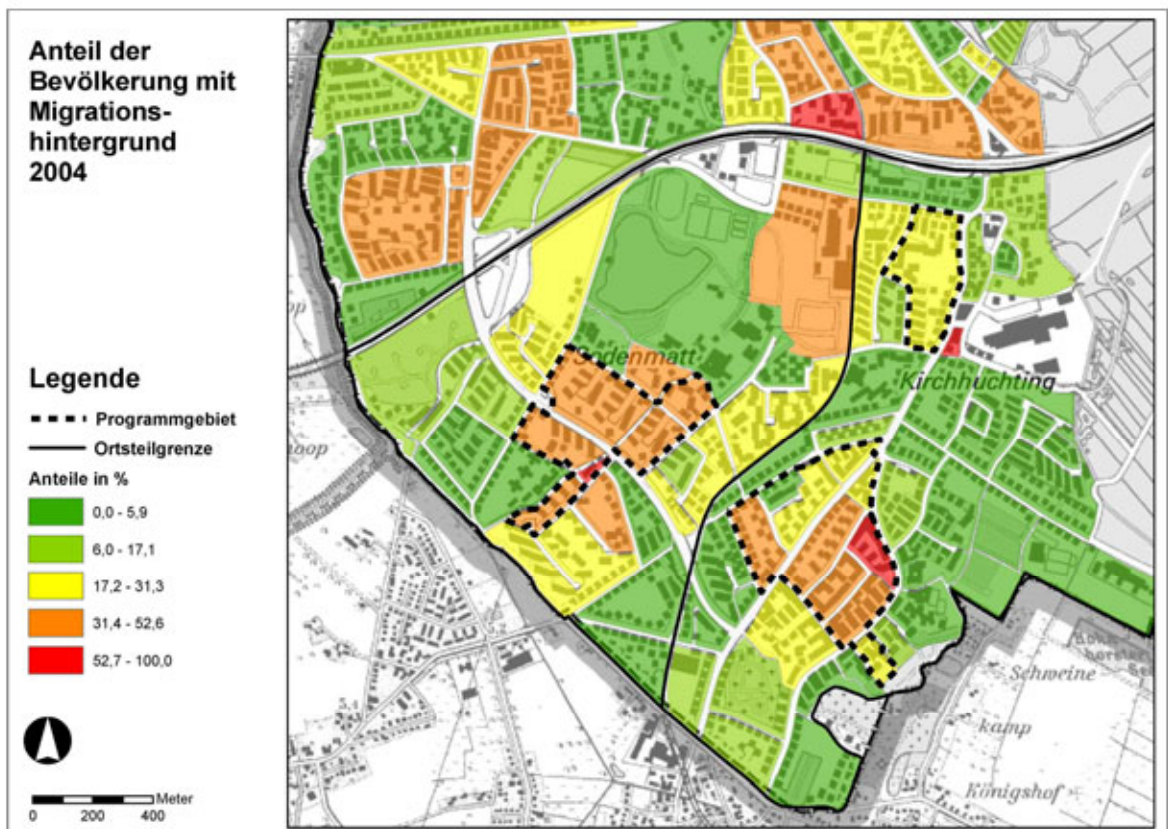 Anteil der
Bevölkerung mit
Migrations-
hintergrund
2004
Legende
Programmgebiet
Ortsteilgrenze
Anteile in %
0,0 - 5,9
6,0 - 17,1
17,2 - 31,3
31,4 - 52,6
52,7 - 100,0
Meter
0 200 400
Sodenmatt
Kirchhuchting
Schweine
kamp
Königshof